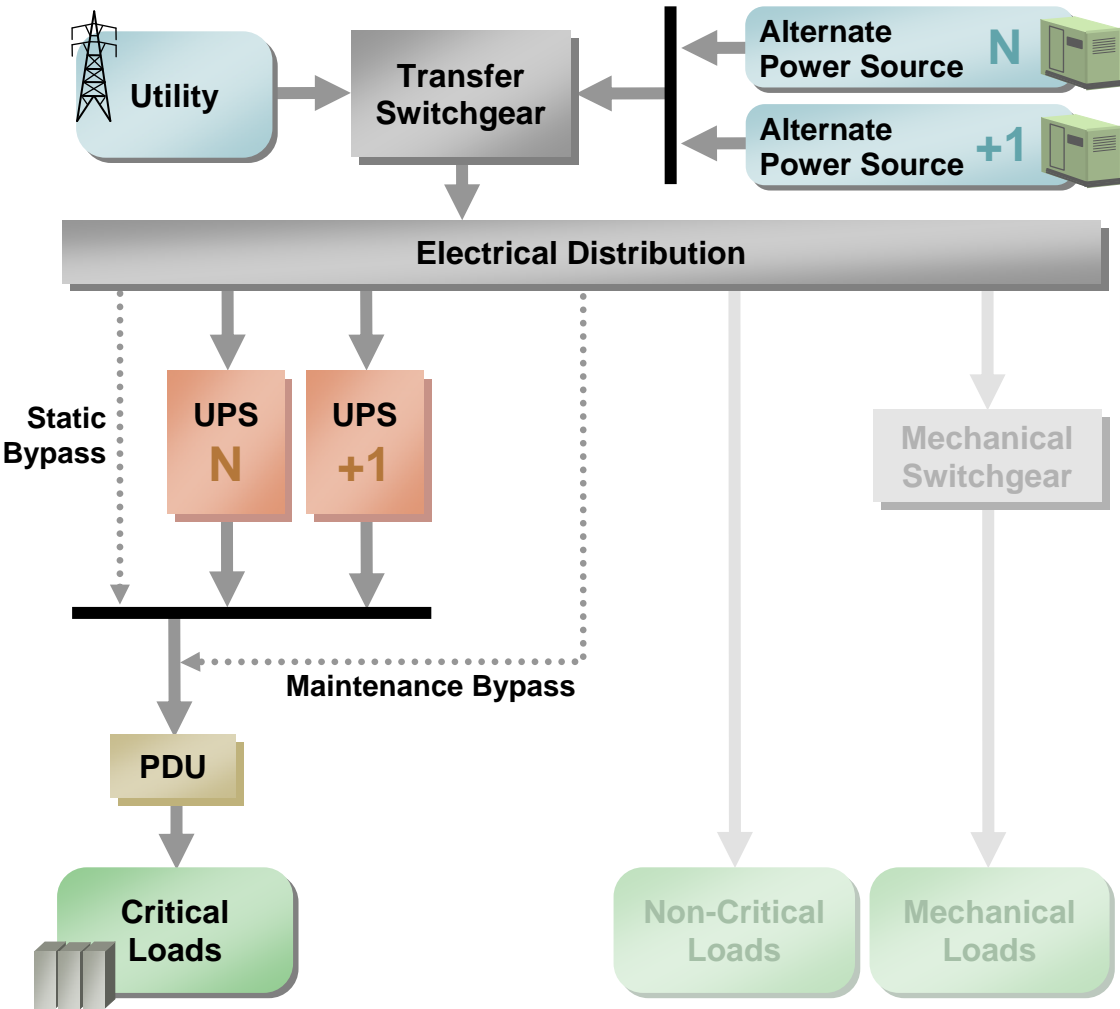 Utility
Transfer
Switchgear
Alternate
Power Source N
Alternate
Power Source +1
Electrical Distribution
Static
Bypass
UPS
N
UPS
+1
Mechanical
Switchgear
Maintenance Bypass
PDU
Critical
Loads
Non-Critical
Loads
Mechanical
Loads